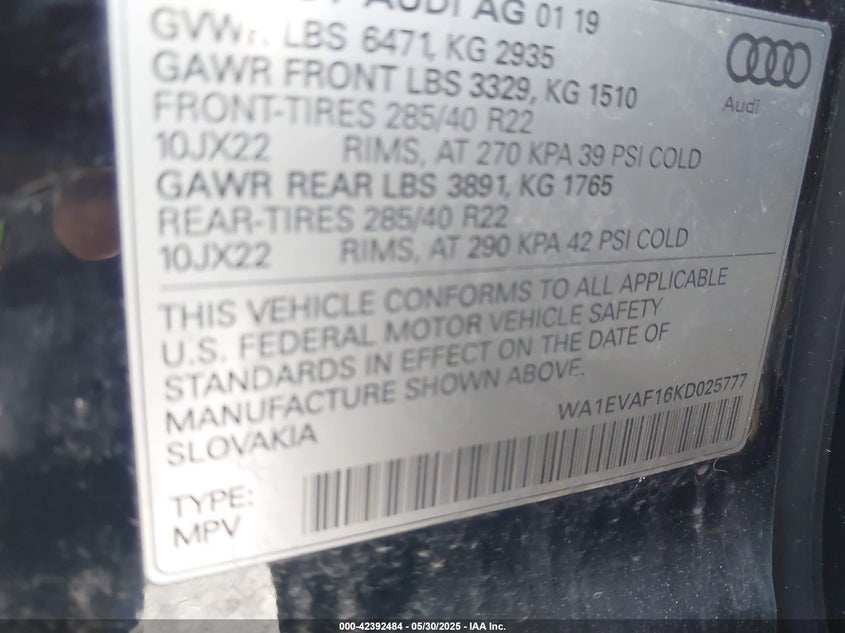 AUDI AG 01 19
GVWR LBS 6471, KG 2935
GAWR FRONT LBS 3329, KG 1510
FRONT-TIRES 285/40 R22
10JX22 RIMS, AT 270 KPA 39 PSI COLD
GAWR REAR LBS 3891, KG 1765
REAR-TIRES 285/40 R22
10JX22 RIMS, AT 290 KPA 42 PSI COLD
Audi
THIS VEHICLE CONFORMS TO ALL APPLICABLE
U.S. FEDERAL MOTOR VEHICLE SAFETY
STANDARDS IN EFFECT ON THE DATE OF
MANUFACTURE SHOWN ABOVE.
SLOVAKIA
WA1EVAF16KD025777
TYPE:
MPV
000-42392484 — 05/30/2025 — IAA Inc.